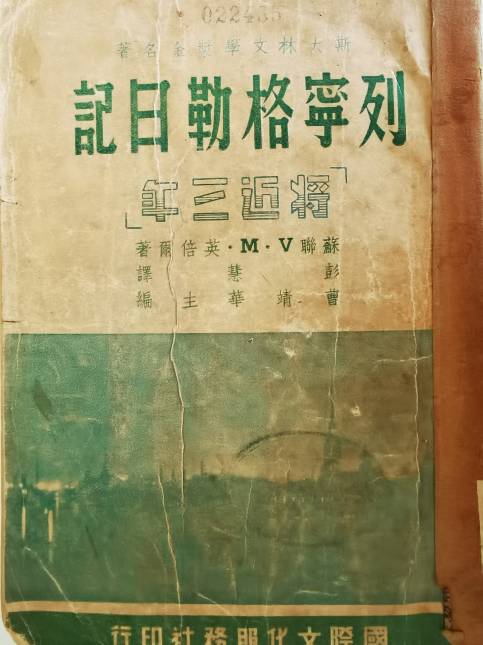 022435
斯大林文學獎金名著
列寧格勒日記
「將近三年」
蘇聯V·M·英倍爾著
彭慧譯
曹靖華主編
國際文化服務社印行